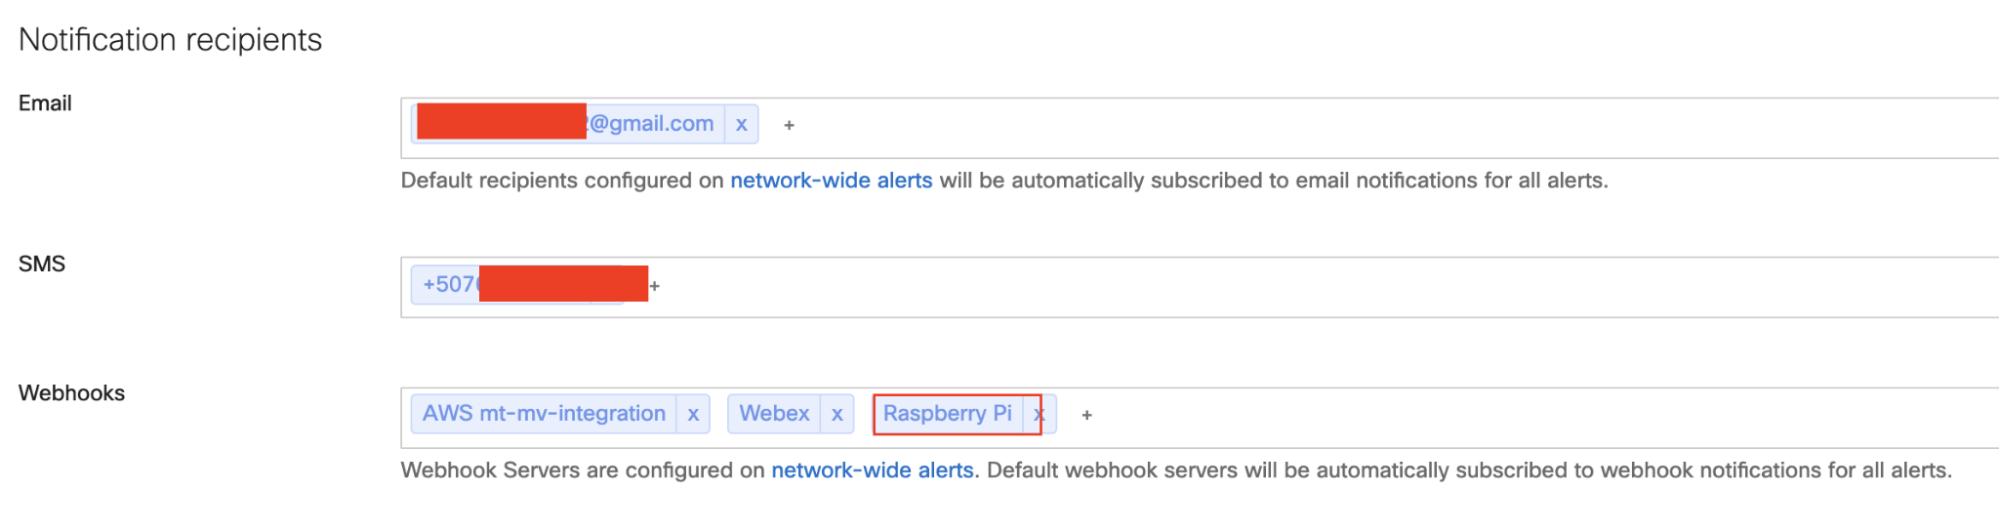 Notification recipients
Email
@gmail.com x +
Default recipients configured on network-wide alerts will be automatically subscribed to email notifications for all alerts.
SMS
+507 +
Webhooks
AWS mt-mv-integration x Webex x Raspberry Pi x +
Webhook Servers are configured on network-wide alerts. Default webhook servers will be automatically subscribed to webhook notifications for all alerts.